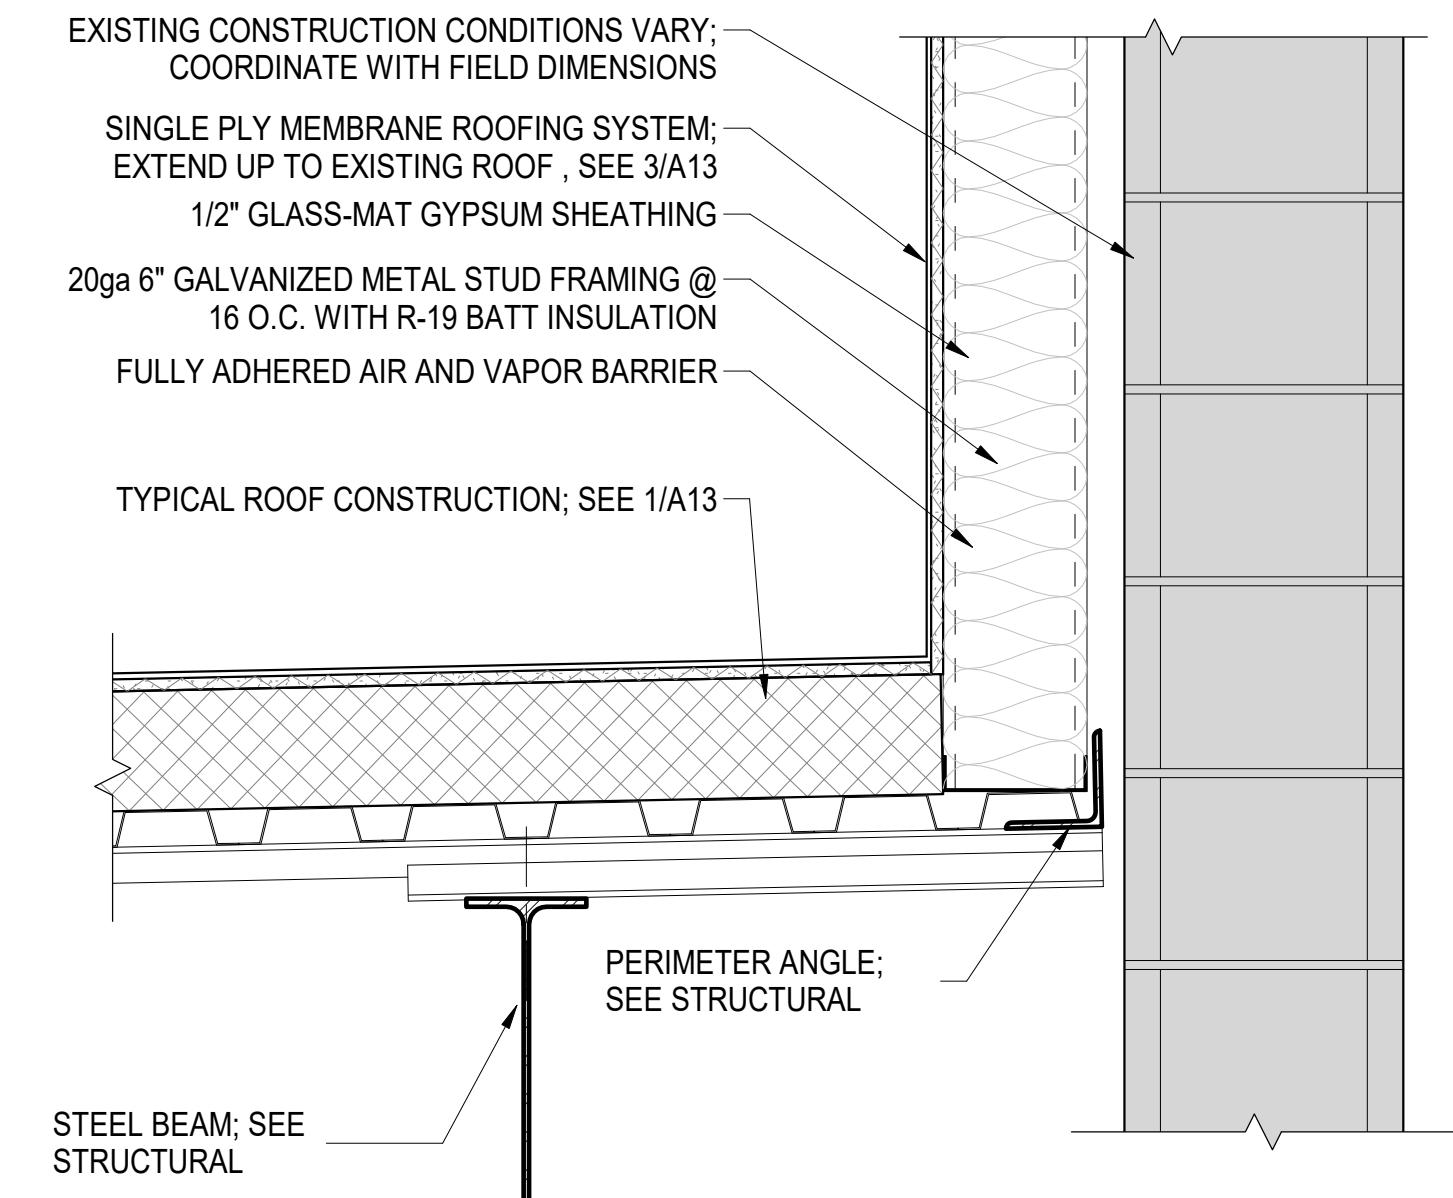 EXISTING CONSTRUCTION CONDITIONS VARY;
COORDINATE WITH FIELD DIMENSIONS
SINGLE PLY MEMBRANE ROOFING SYSTEM;
EXTEND UP TO EXISTING ROOF , SEE 3/A13
1/2" GLASS-MAT GYPSUM SHEATHING
20ga 6" GALVANIZED METAL STUD FRAMING @
16 O.C. WITH R-19 BATT INSULATION
FULLY ADHERED AIR AND VAPOR BARRIER
TYPICAL ROOF CONSTRUCTION; SEE 1/A13
PERIMETER ANGLE;
SEE STRUCTURAL
STEEL BEAM; SEE
STRUCTURAL